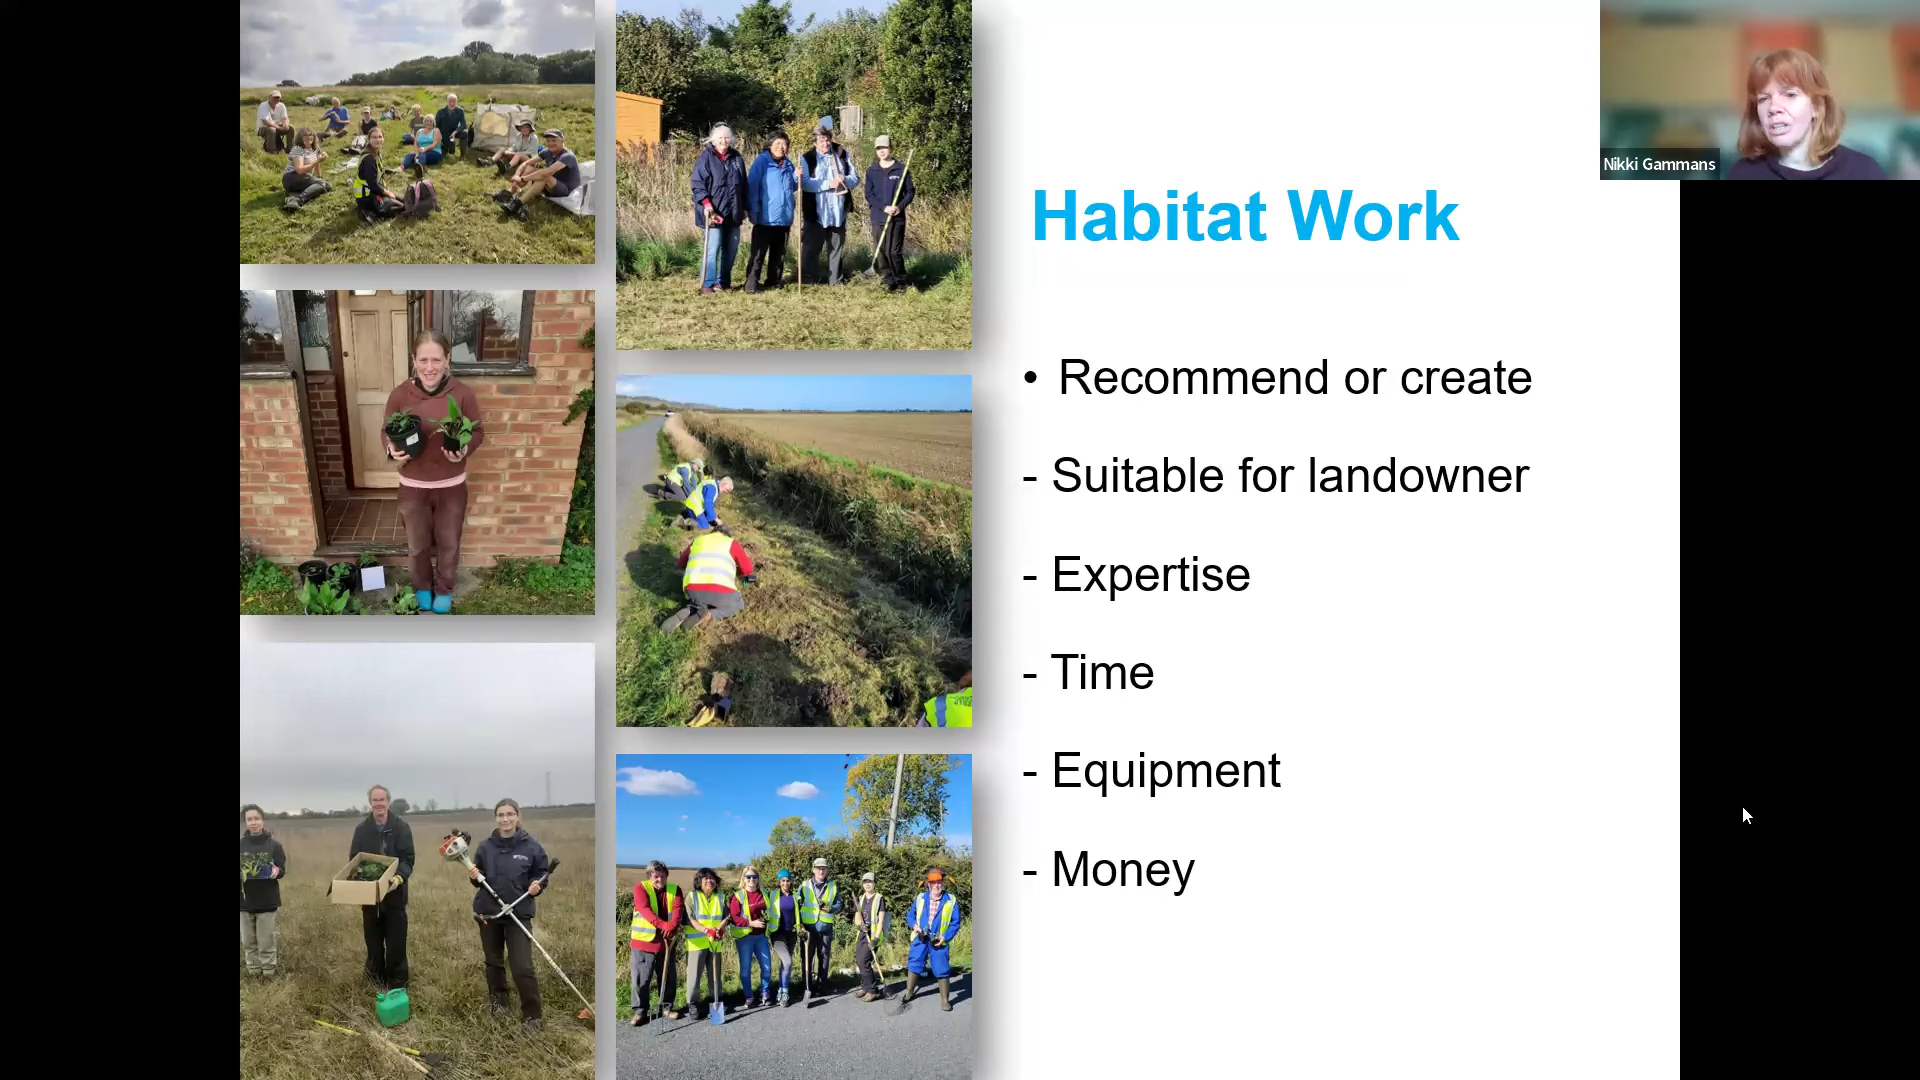 Nikki Gammans
Habitat Work
• Recommend or create
- Suitable for landowner
- Expertise
- Time
- Equipment
- Money